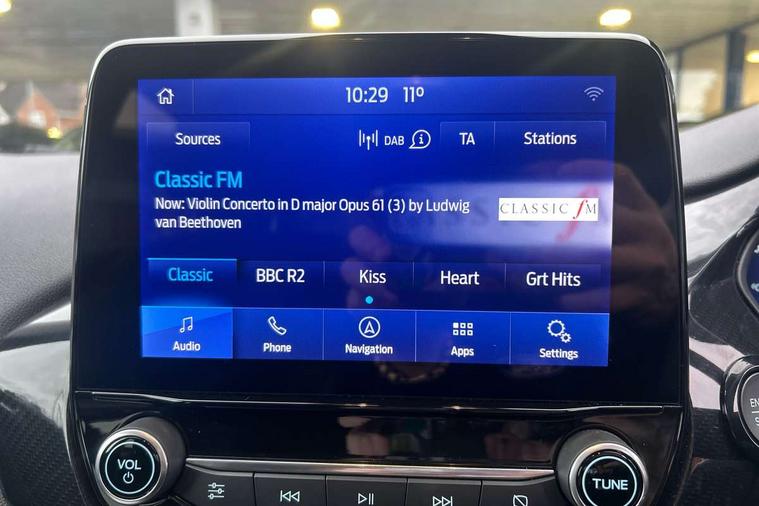 10:29 11°
Sources DAB TA Stations
Classic FM
Now: Violin Concerto in D major Opus 61 (3) by Ludwig
van Beethoven
CLASSIC fM
Classic BBC R2 Kiss Heart Grt Hits
Audio Phone Navigation Apps Settings
VOL
TUNE